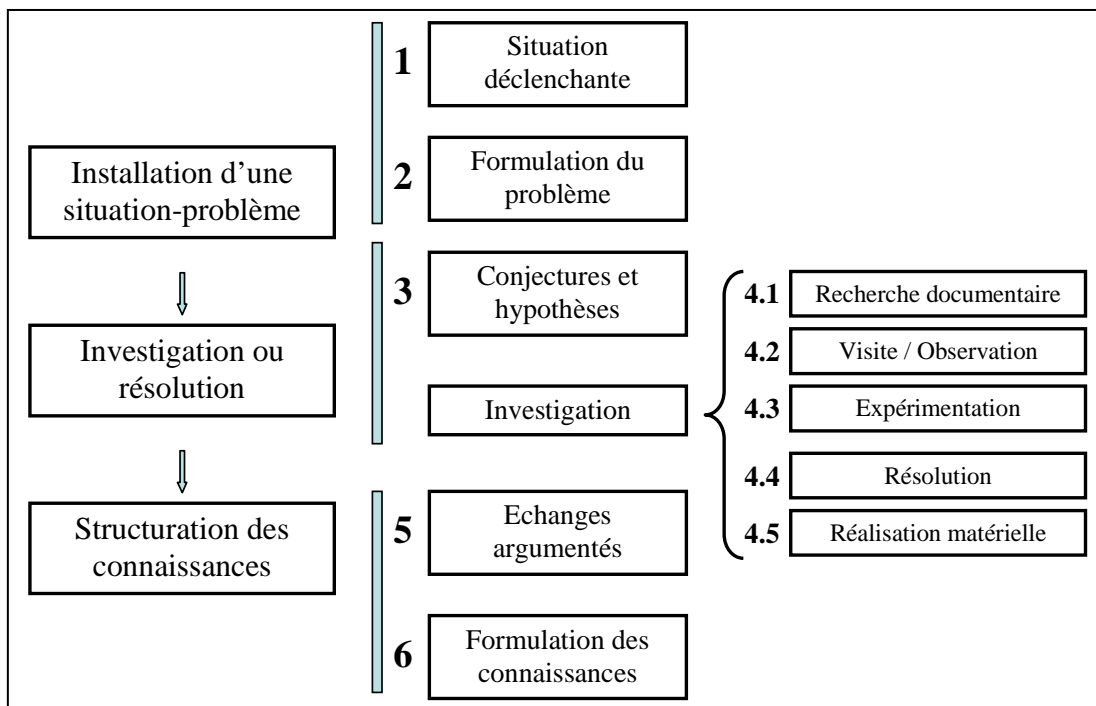 Installation d'une
situation-problème
Investigation ou
résolution
Structuration des
connaissances
1
Situation
déclenchante
2
Formulation du
problème
3
Conjectures et
hypothèses
Investigation
4.1 Recherche documentaire
4.2 Visite / Observation
4.3 Expérimentation
4.4 Résolution
4.5 Réalisation matérielle
5
Echanges
argumentés
6
Formulation des
connaissances